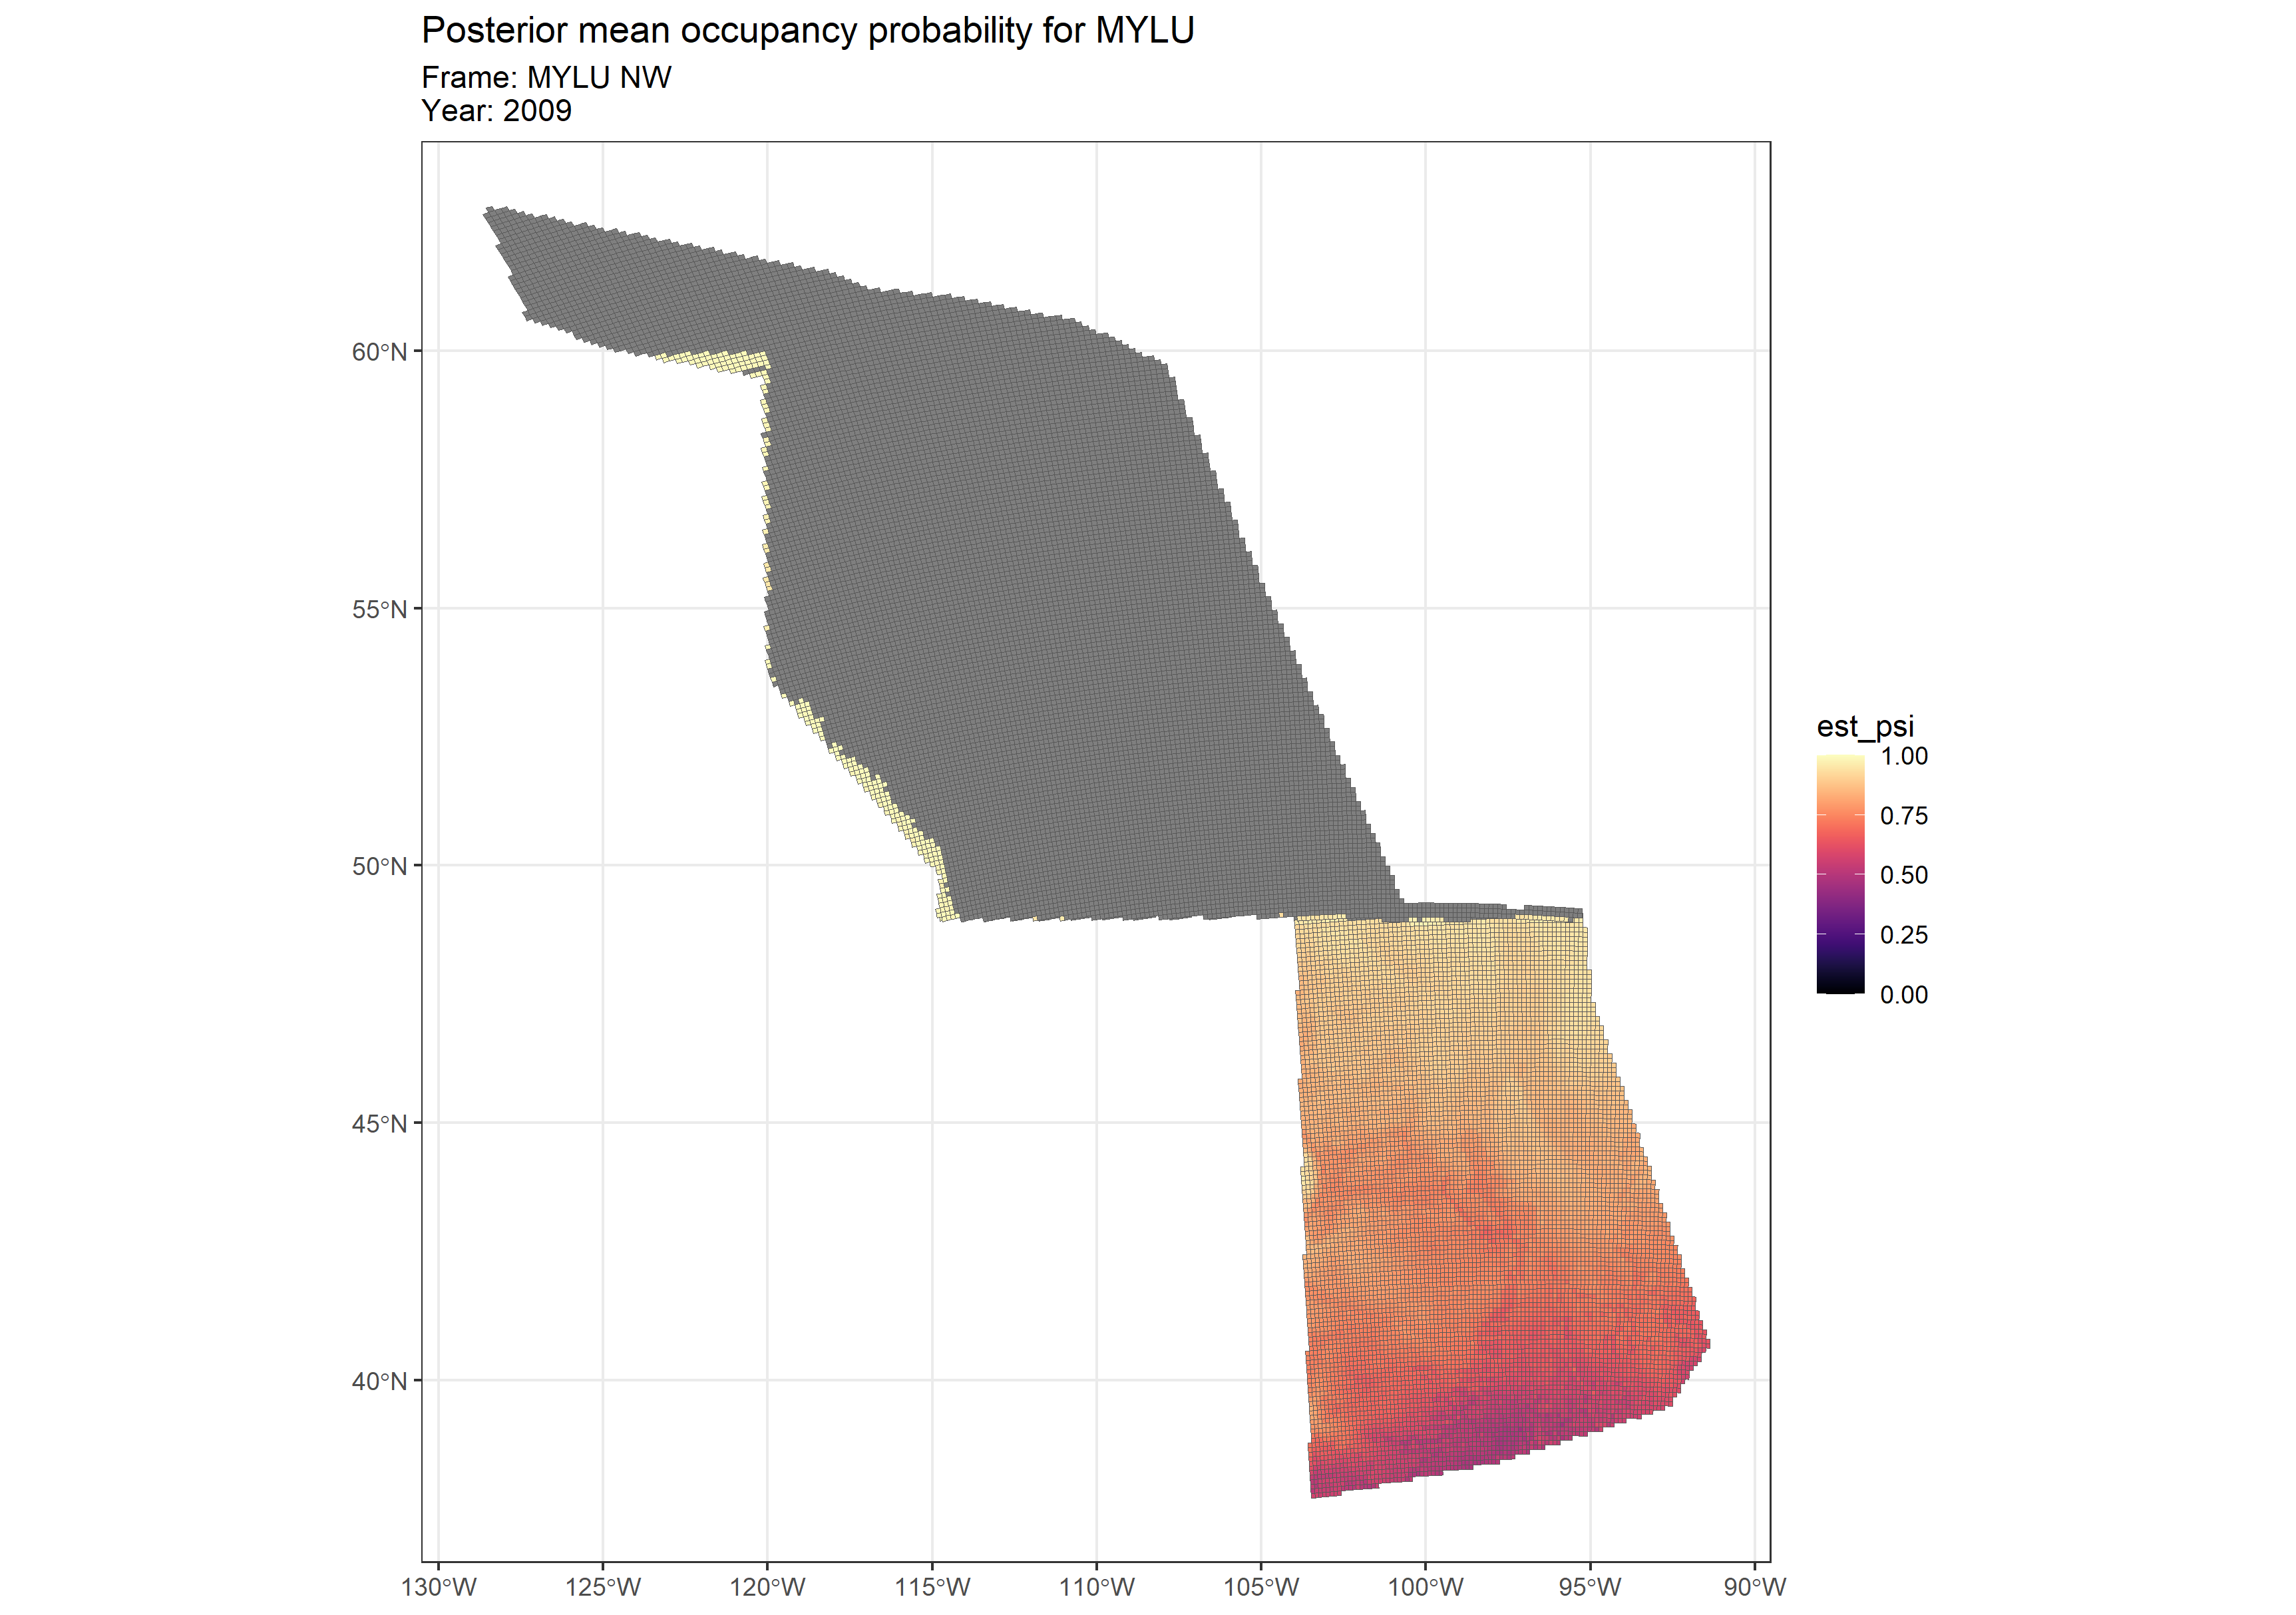 Posterior mean occupancy probability for MYLU
Frame: MYLU NW
Year: 2009
60°N
55°N
50°N
45°N
40°N
130°W 125°W 120°W 115°W 110°W 105°W 100°W 95°W 90°W
est_psi
1.00
0.75
0.50
0.25
0.00